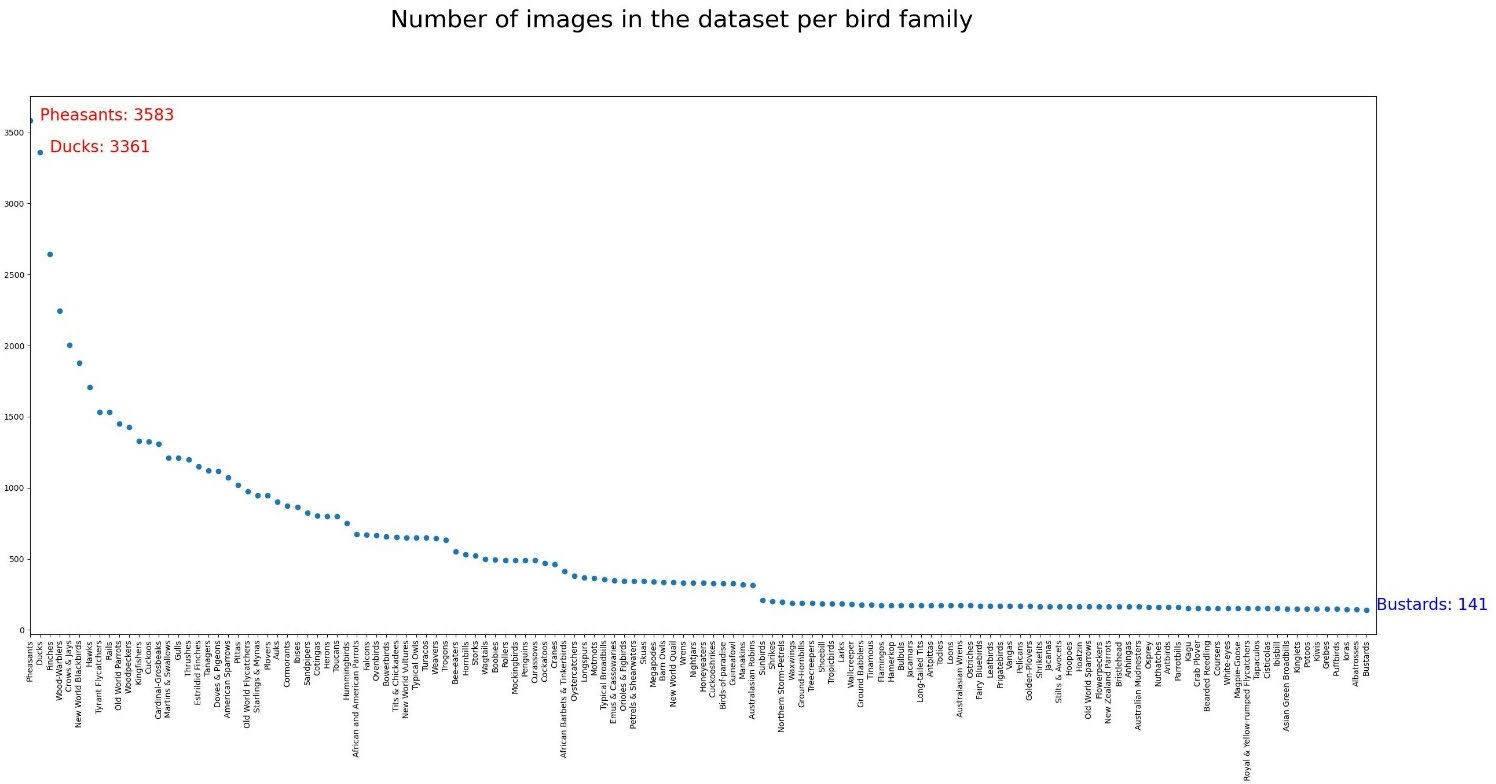 Number of images in the dataset per bird family
Pheasants: 3583
Ducks: 3361
Bustards: 141
3500
3000
2500
2000
1500
1000
500
0
Pheasants
Ducks
Finches
Wood-Warblers
Crows & Jays
New World Blackbirds
Hawks
Tyrant Flycatchers
Rails
Old World Parrots
Woodpeckers
Kingfishers
Cuckoos
Cardinal-Grosbeaks
Martins & Swallows
Gulls
Thrushes
Estrildid Finches
Tanagers
Doves & Pigeons
American Sparrows
Pittas
Old World Flycatchers
Starlings & Mynas
Plovers
Auks
Cormorants
Ibises
Sandpipers
Cotingas
Herons
Toucans
Hummingbirds
African and American Parrots
Falcons
Ovenbirds
Bowerbirds
Tits & Chickadees
New World Vultures
Typical Owls
Turacos
Weavers
Trogons
Bee-eaters
Hornbills
Storks
Wagtails
Boobies
Rollers
Mockingbirds
Penguins
Curassows
Cockatoos
Cranes
African Barbets & Tinkerbirds
Oystercatchers
Longspurs
Motmots
Typical Broadbills
Emus & Cassowaries
Orioles & Figbirds
Petrels & Shearwaters
Skuas
Megapodes
Barn Owls
New World Quail
Wrens
Nightjars
Honeyeaters
Cuckooshrikes
Birds-of-paradise
Guineafowl
Manakins
Australasian Robins
Sunbirds
Shrikes
Northern Storm-Petrels
Waxwings
Ground-Hornbills
Treecreepers
Shoebill
Tropicbirds
Larks
Wallcreeper
Ground Babblers
Tinamous
Flamingos
Hamerkop
Bulbuls
Jacamars
Long-tailed Tits
Antpittas
Todies
Loons
Australasian Wrens
Ostriches
Fairy Bluebirds
Leafbirds
Frigatebirds
Vangas
Pelicans
Golden-Plovers
Shriketits
Jacanas
Stilts & Avocets
Hoopoes
Hoatzin
Old World Sparrows
Flowerpeckers
New Zealand Parrots
Bristlehead
Anhingas
Australian Mudnesters
Osprey
Nuthatches
Antbirds
Parrotbills
Kagu
Crab Plover
Bearded Reedling
Coursers
White-eyes
Magpie-Goose
Royal & Yellow-rumped Flycatchers
Tapaculos
Cisticolas
Ibisbill
Asian Green Broadbills
Kinglets
Potoos
Kiwis
Grebes
Puffbirds
Ioras
Albatrosses
Bustards